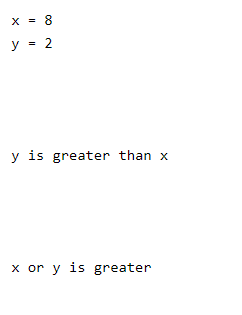 x = 8
y = 2
y is greater than x
x or y is greater